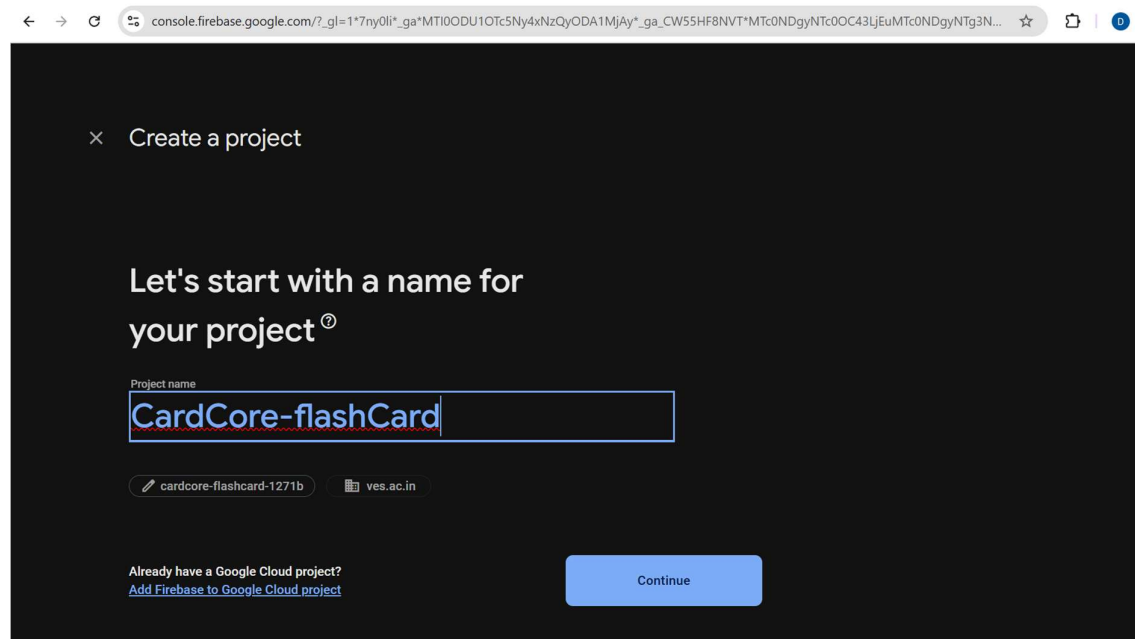 console.firebase.google.com/?_gl=1*7ny0li*_ga*MTI0ODU1OTc5Ny4xNzQyODA1MjAy*_ga_CW55HF8NVT*MTc0NDgyNTc0OC43LjEuMTc0NDgyNTg3N...
D
Create a project
Let's start with a name for
your project
Project name
CardCore-flashCard
cardcore-flashcard-1271b ves.ac.in
Already have a Google Cloud project?
Add Firebase to Google Cloud project
Continue